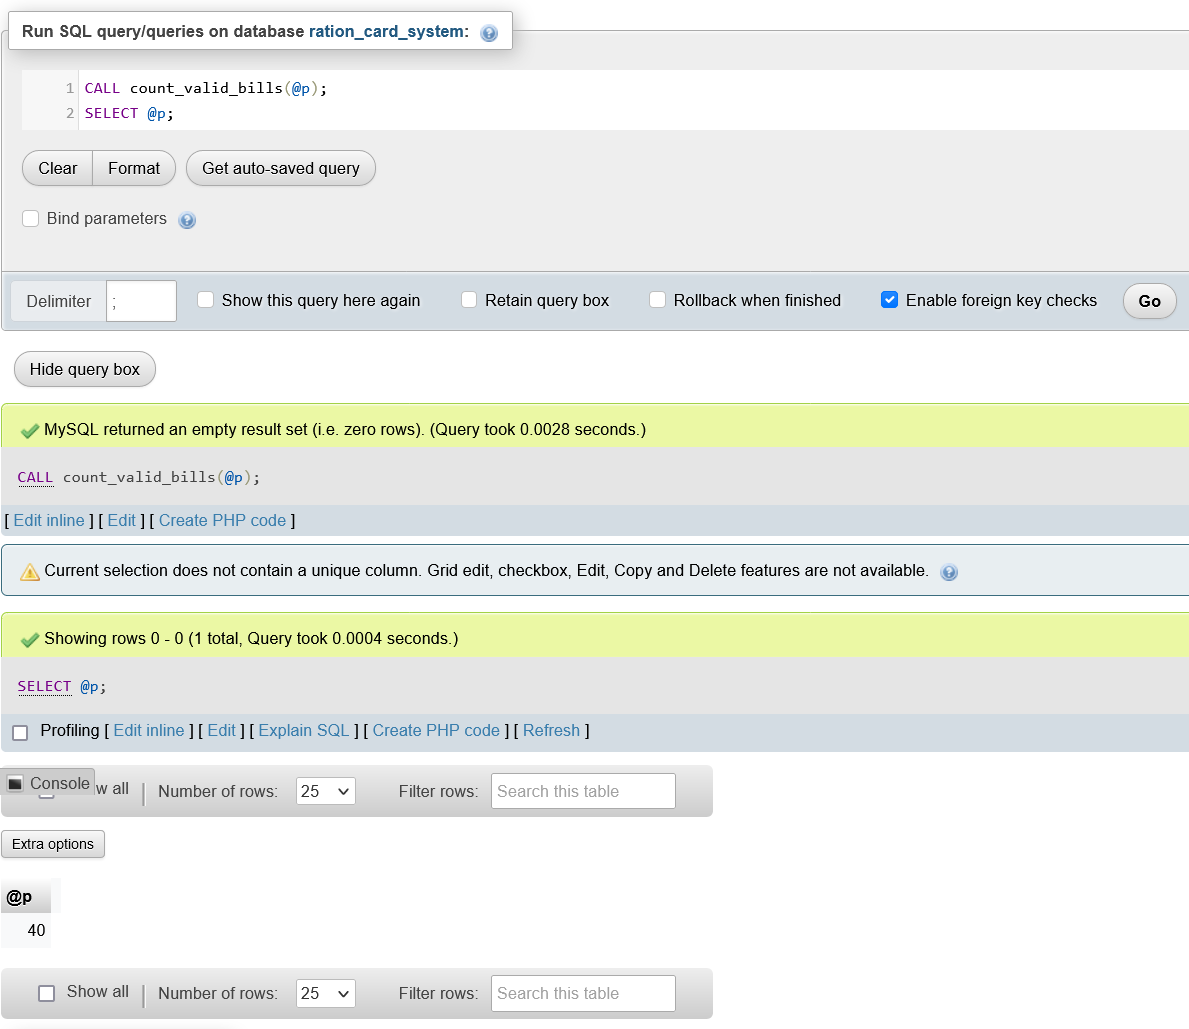 Run SQL query/queries on database ration_card_system:
1 CALL count_valid_bills(@p);
2 SELECT @p;
Clear Format Get auto-saved query
Bind parameters
Delimiter ; Show this query here again Retain query box Rollback when finished Enable foreign key checks Go
Hide query box
MySQL returned an empty result set (i.e. zero rows). (Query took 0.0028 seconds.)
CALL count_valid_bills(@p);
[ Edit inline ] [ Edit ] [ Create PHP code ]
Current selection does not contain a unique column. Grid edit, checkbox, Edit, Copy and Delete features are not available.
Showing rows 0 - 0 (1 total, Query took 0.0004 seconds.)
SELECT @p;
Profiling [ Edit inline ] [ Edit ] [ Explain SQL ] [ Create PHP code ] [ Refresh ]
Console w all Number of rows: 25 Filter rows: Search this table
Extra options
@p
40
Show all Number of rows: 25 Filter rows: Search this table